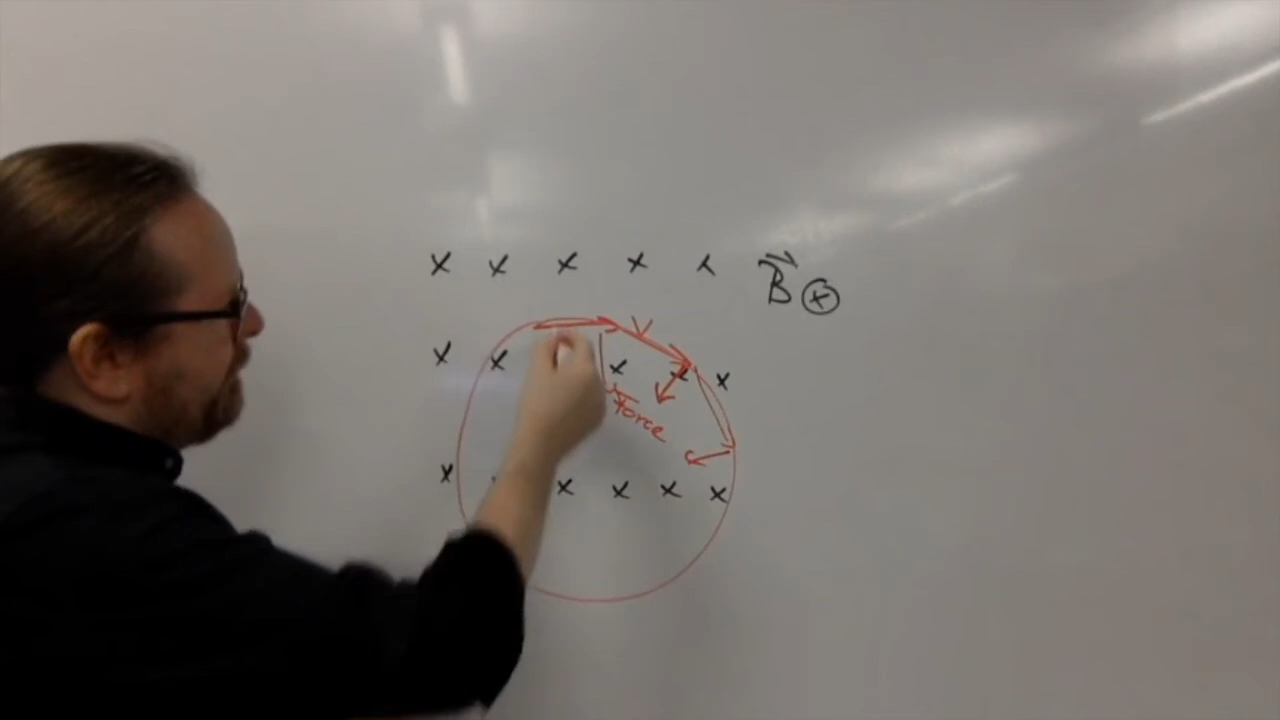 x x x x x B⃗ ⊗
x x x x x
V
Force
x x x x x